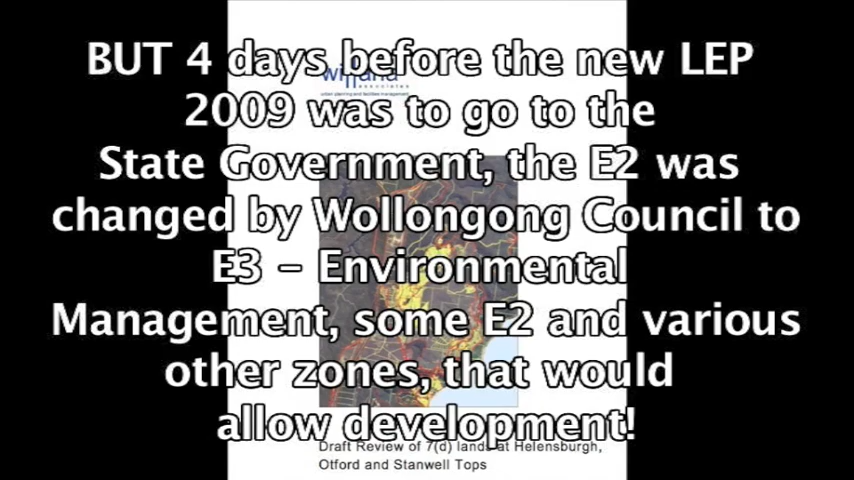 BUT 4 days before the new LEP
2009 was to go to the
State Government, the E2 was
changed by Wollongong Council to
E3 – Environmental
Management, some E2 and various
other zones, that would
allow development!
Draft Review of 7(d) lands at Helensburgh,
Otford and Stanwell Tops